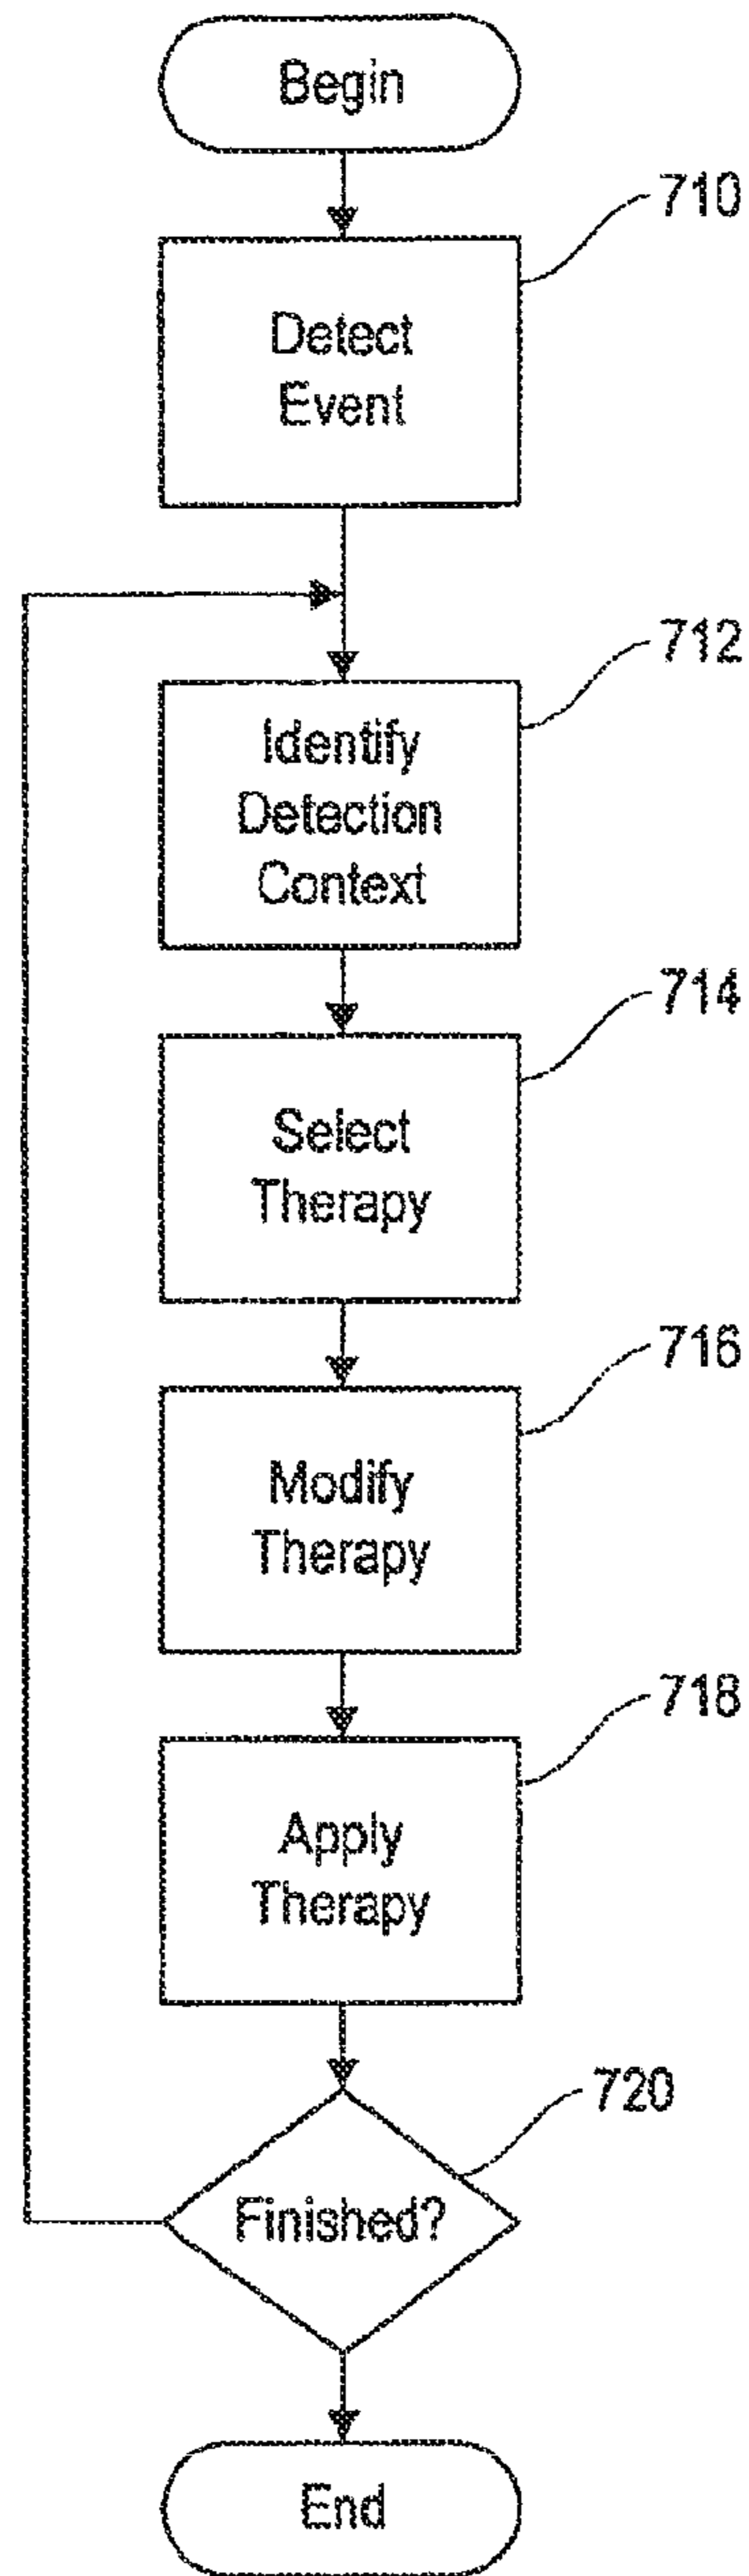 Begin
710
Detect
Event
712
Identify
Detection
Context
714
Select
Therapy
716
Modify
Therapy
718
Apply
Therapy
720
Finished?
End